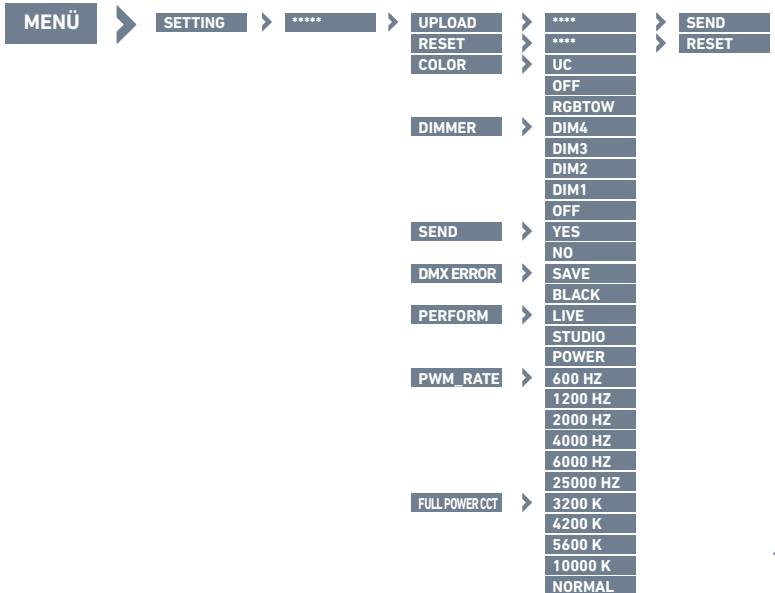 MENÜ SETTING ***** UPLOAD **** SEND
RESET **** RESET
COLOR UC
OFF
RGBTOW
DIMMER DIM4
DIM3
DIM2
DIM1
OFF
SEND YES
NO
DMX ERROR SAVE
BLACK
PERFORM LIVE
STUDIO
POWER
PWM_RATE 600 HZ
1200 HZ
2000 HZ
4000 HZ
6000 HZ
25000 HZ
FULL POWER CCT 3200 K
4200 K
5600 K
10000 K
NORMAL